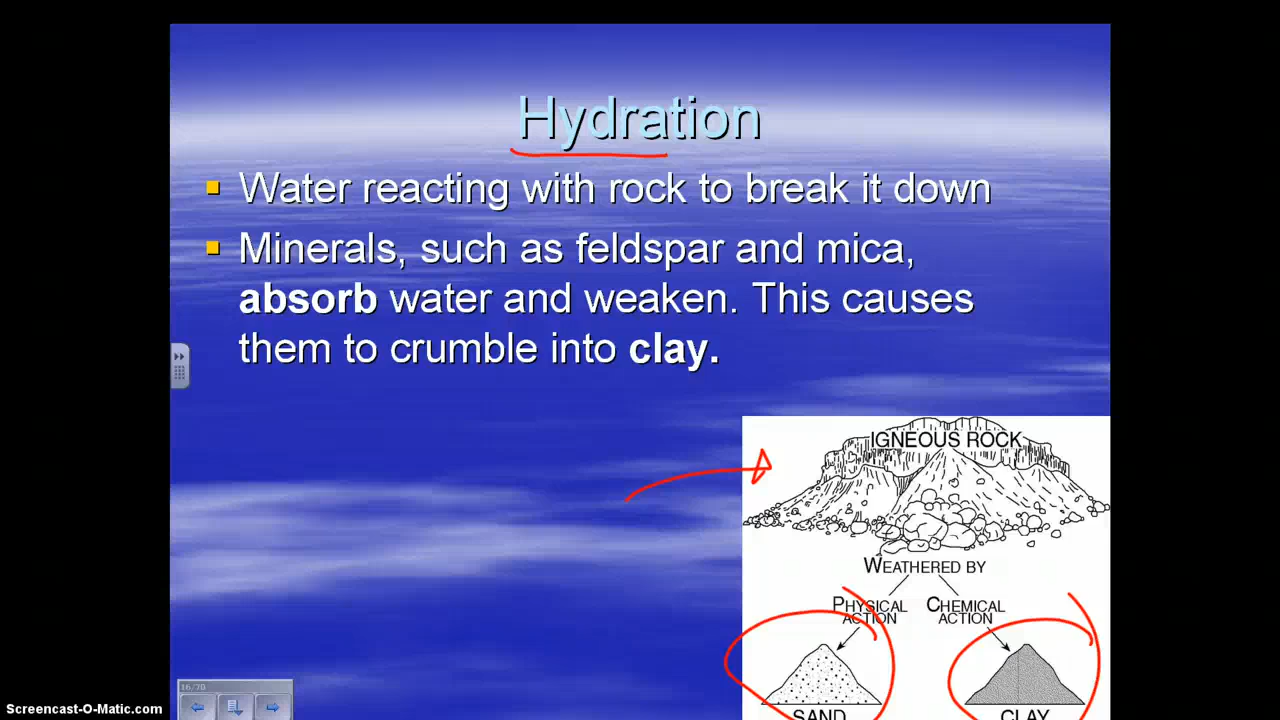 Hydration
Water reacting with rock to break it down
Minerals, such as feldspar and mica,
absorb water and weaken. This causes
them to crumble into clay.
IGNEOUS ROCK
WEATHERED BY
PHYSICAL ACTION
CHEMICAL ACTION
SAND
CLAY
16/20
Screencast-O-Matic.com